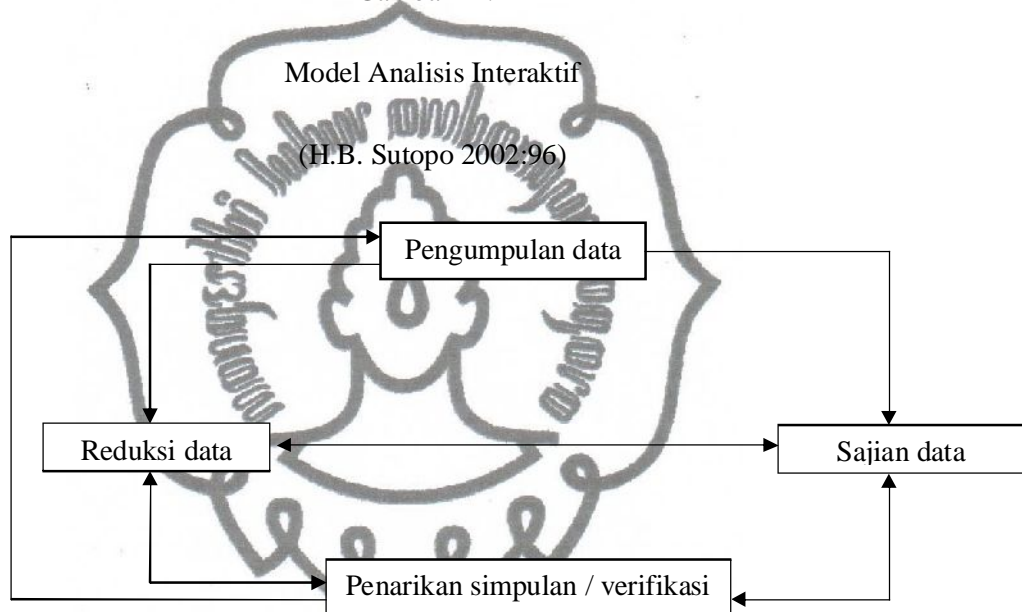 Model Analisis Interaktif
(H.B. Sutopo 2002:96)
Pengumpulan data
Reduksi data
Sajian data
Penarikan simpulan / verifikasi